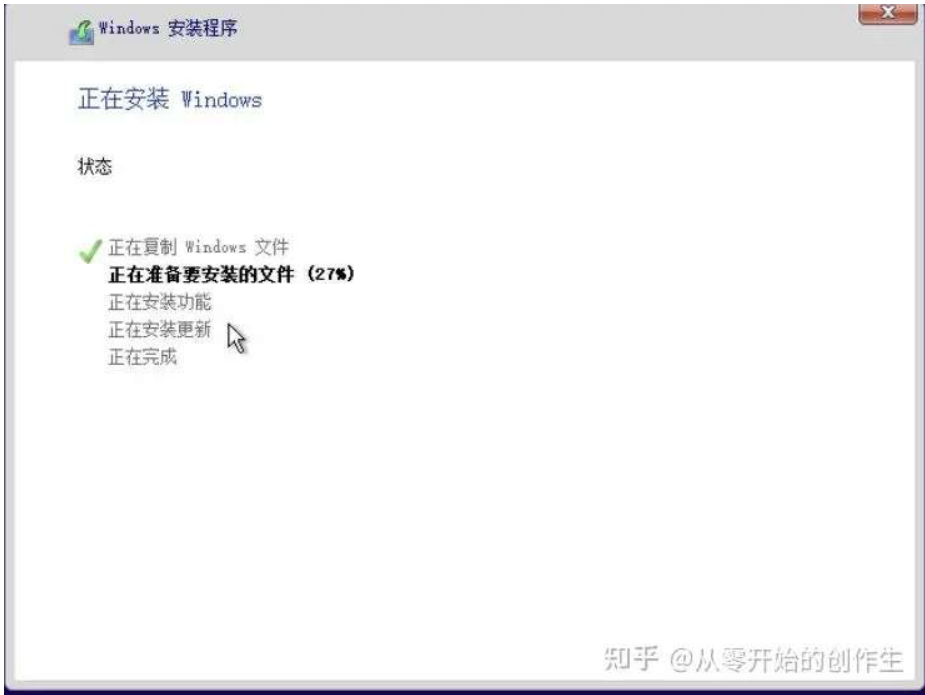 Windows 安装程序
正在安装 Windows
状态
正在复制 Windows 文件
正在准备要安装的文件 (27%)
正在安装功能
正在安装更新
正在完成
知乎 @从零开始的创作生